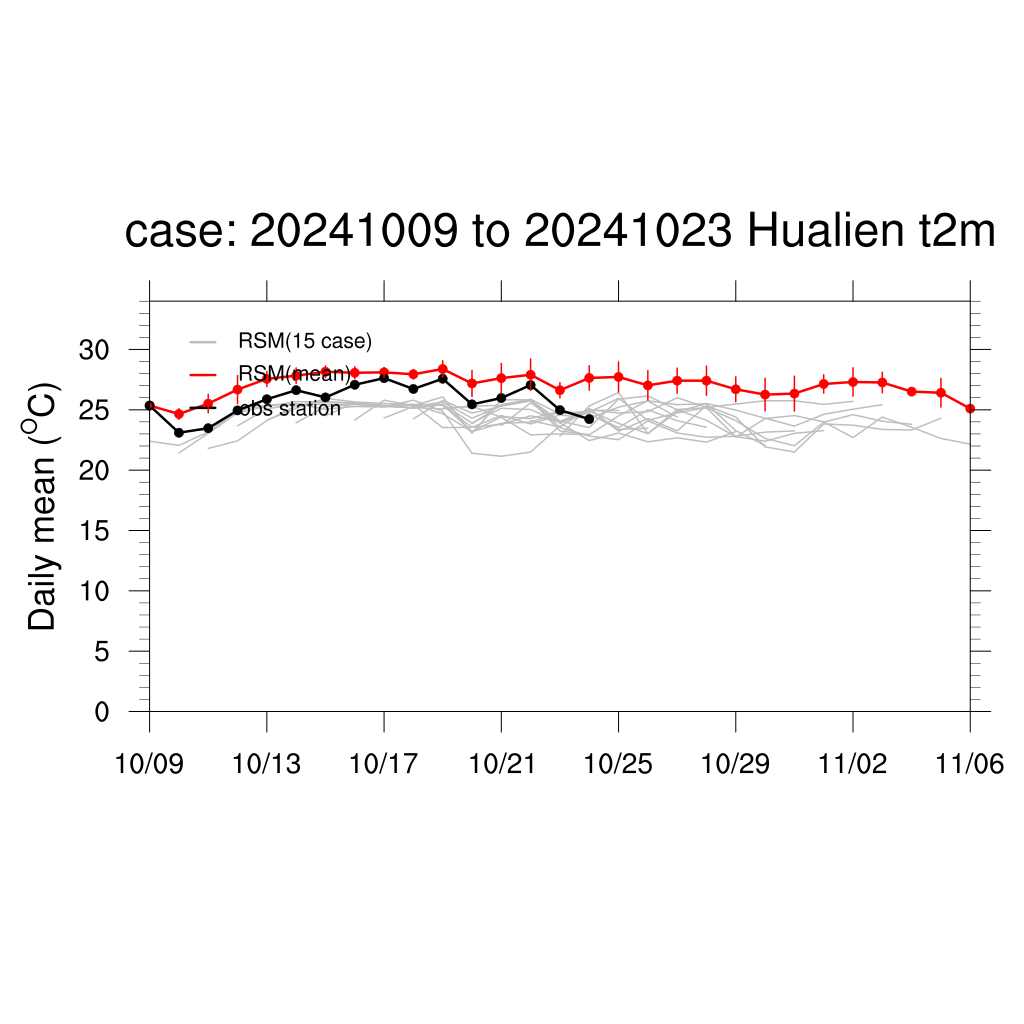 case: 20241009 to 20241023 Hualien t2m
Daily mean (°C)
30
25
20
15
10
5
0
RSM(15 case)
RSM(mean)
obs station
10/09 10/13 10/17 10/21 10/25 10/29 11/02 11/06